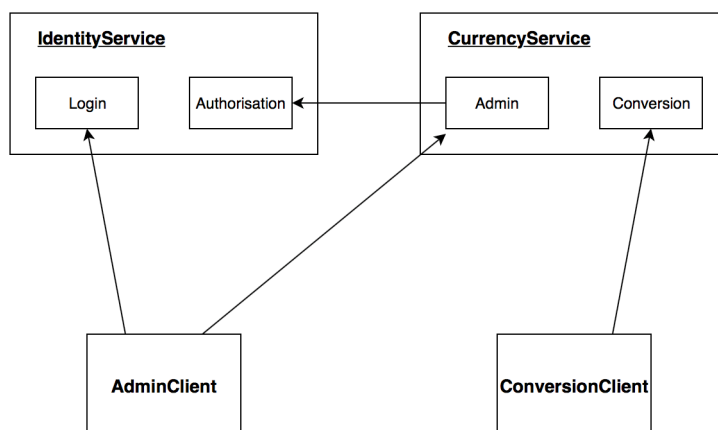 IdentityService
CurrencyService
Login
Authorisation
Admin
Conversion
AdminClient
ConversionClient